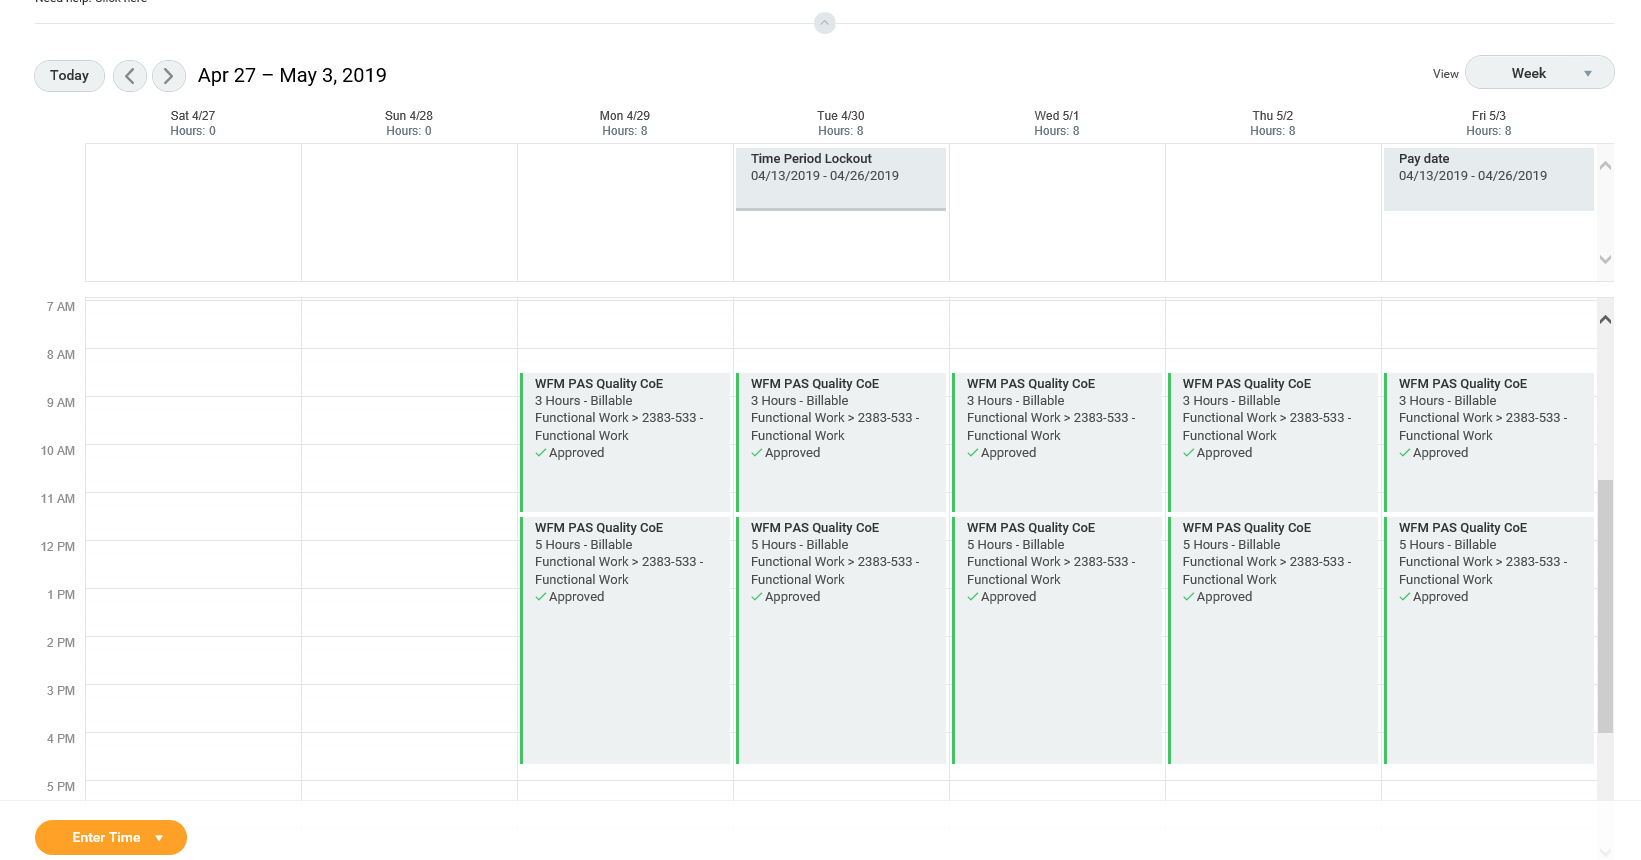 Need help? Click here
Today
Apr 27 – May 3, 2019
View
Week
Sat 4/27
Hours: 0
Sun 4/28
Hours: 0
Mon 4/29
Hours: 8
Tue 4/30
Hours: 8
Wed 5/1
Hours: 8
Thu 5/2
Hours: 8
Fri 5/3
Hours: 8
Time Period Lockout
04/13/2019 - 04/26/2019
Pay date
04/13/2019 - 04/26/2019
7 AM
8 AM
9 AM
10 AM
11 AM
12 PM
1 PM
2 PM
3 PM
4 PM
5 PM
WFM PAS Quality CoE
3 Hours - Billable
Functional Work > 2383-533 -
Functional Work
Approved
WFM PAS Quality CoE
5 Hours - Billable
Functional Work > 2383-533 -
Functional Work
Approved
WFM PAS Quality CoE
3 Hours - Billable
Functional Work > 2383-533 -
Functional Work
Approved
WFM PAS Quality CoE
5 Hours - Billable
Functional Work > 2383-533 -
Functional Work
Approved
WFM PAS Quality CoE
3 Hours - Billable
Functional Work > 2383-533 -
Functional Work
Approved
WFM PAS Quality CoE
5 Hours - Billable
Functional Work > 2383-533 -
Functional Work
Approved
WFM PAS Quality CoE
3 Hours - Billable
Functional Work > 2383-533 -
Functional Work
Approved
WFM PAS Quality CoE
5 Hours - Billable
Functional Work > 2383-533 -
Functional Work
Approved
WFM PAS Quality CoE
3 Hours - Billable
Functional Work > 2383-533 -
Functional Work
Approved
WFM PAS Quality CoE
5 Hours - Billable
Functional Work > 2383-533 -
Functional Work
Approved
Enter Time